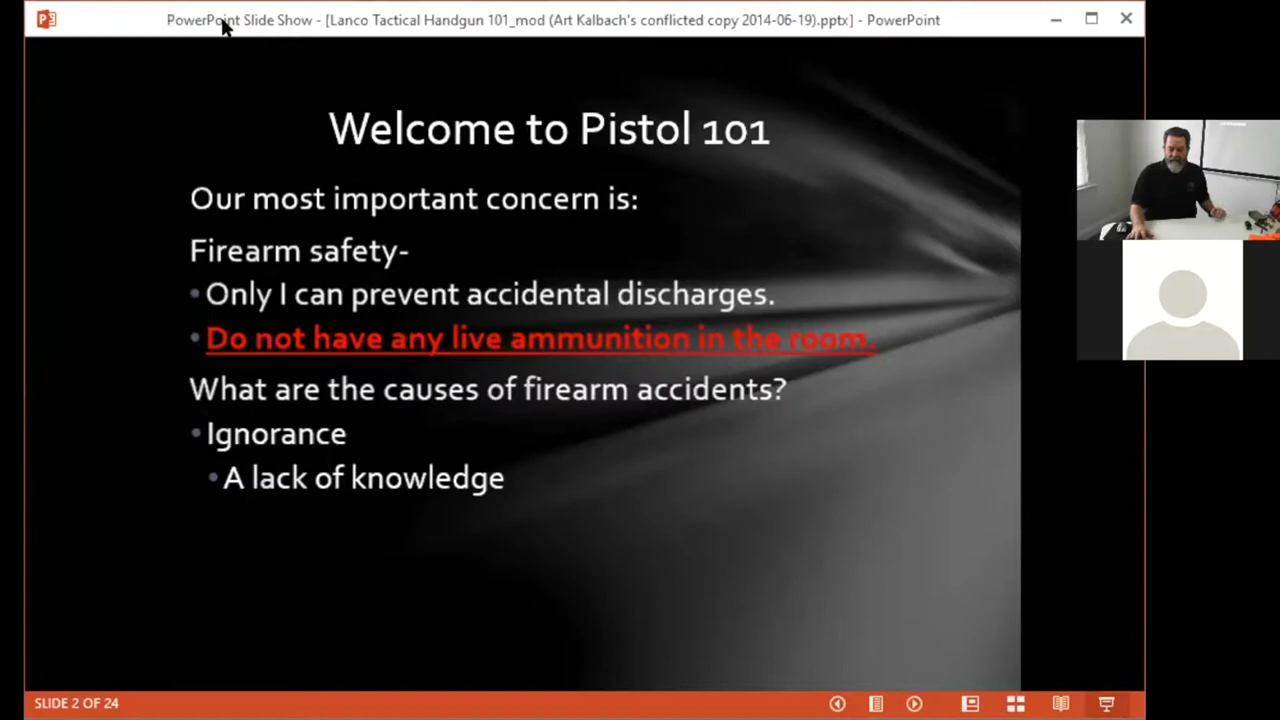 PowerPoint Slide Show - [Lanco Tactical Handgun 101_mod (Art Kalbach's conflicted copy 2014-06-19).pptx] - PowerPoint
Welcome to Pistol 101
Our most important concern is:
Firearm safety-
• Only I can prevent accidental discharges.
• Do not have any live ammunition in the room.
What are the causes of firearm accidents?
• Ignorance
• A lack of knowledge
SLIDE 2 OF 24